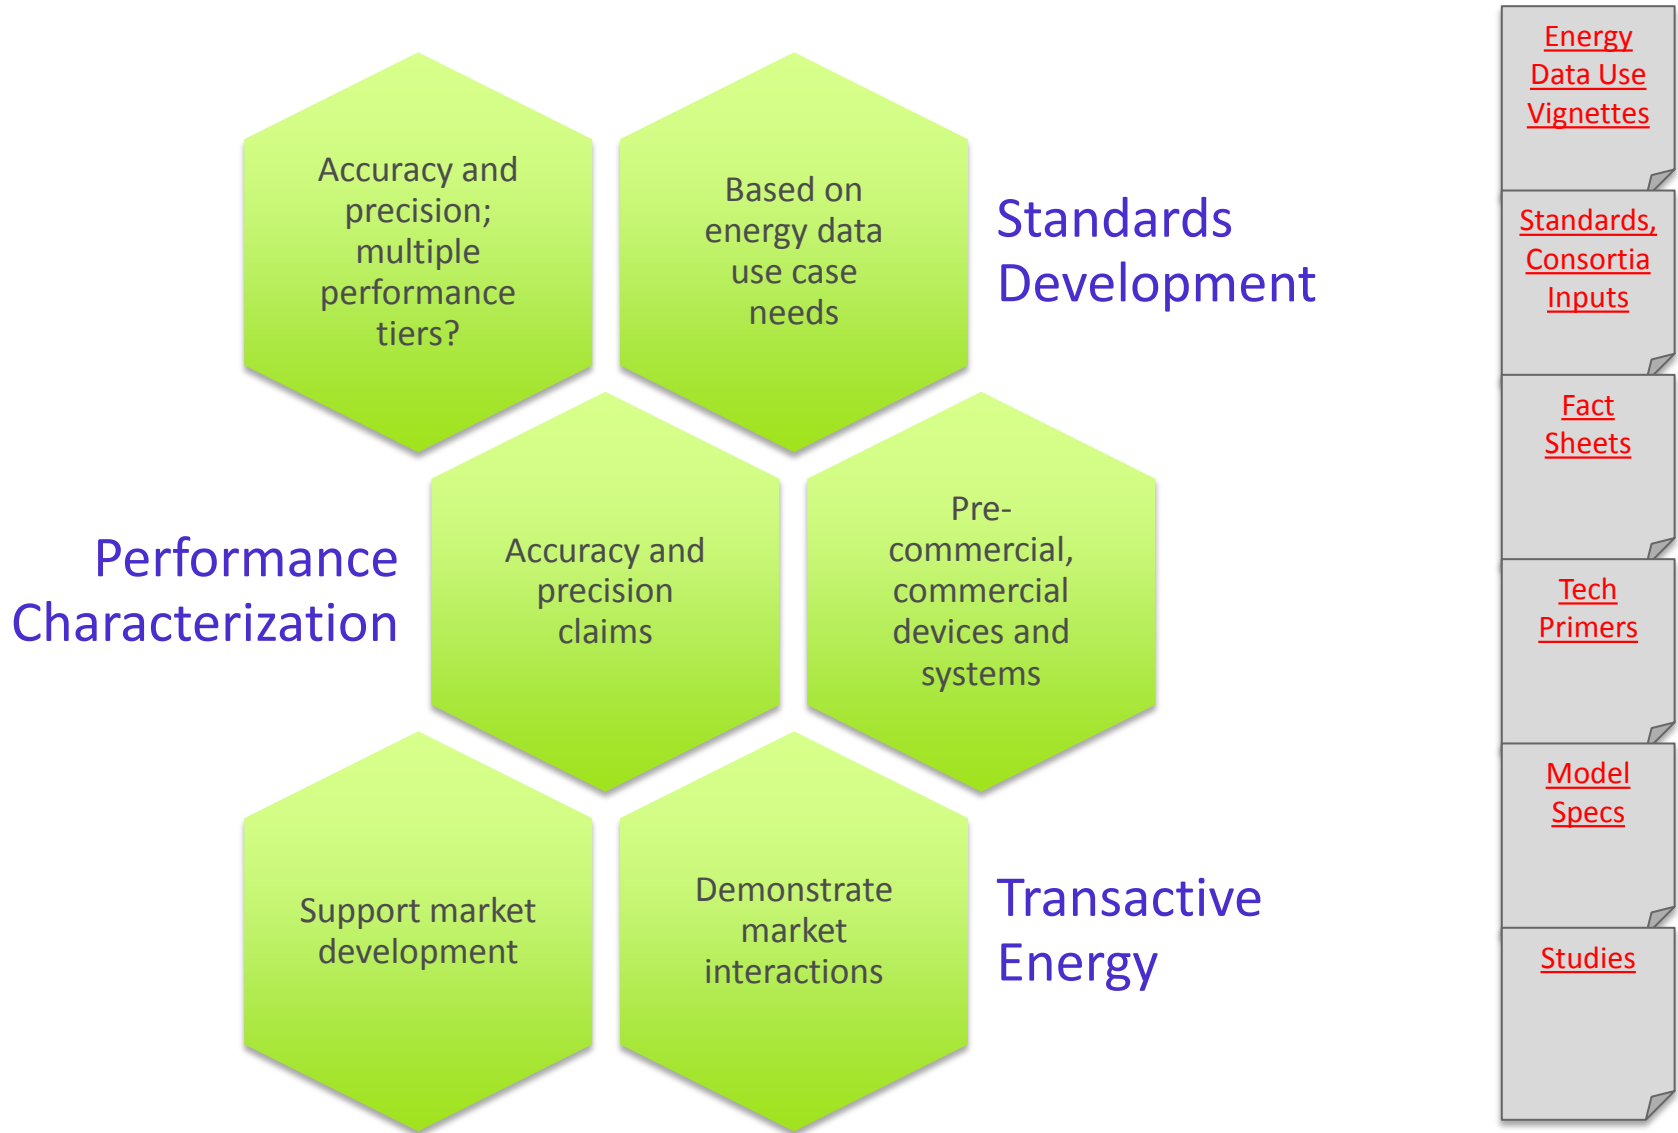 Accuracy and
precision;
multiple
performance
tiers?
Based on
energy data
use case
needs
Standards
Development
Performance
Characterization
Accuracy and
precision
claims
Pre-
commercial,
commercial
devices and
systems
Support market
development
Demonstrate
market
interactions
Transactive
Energy
Energy
Data Use
Vignettes
Standards,
Consortia
Inputs
Fact
Sheets
Tech
Primers
Model
Specs
Studies